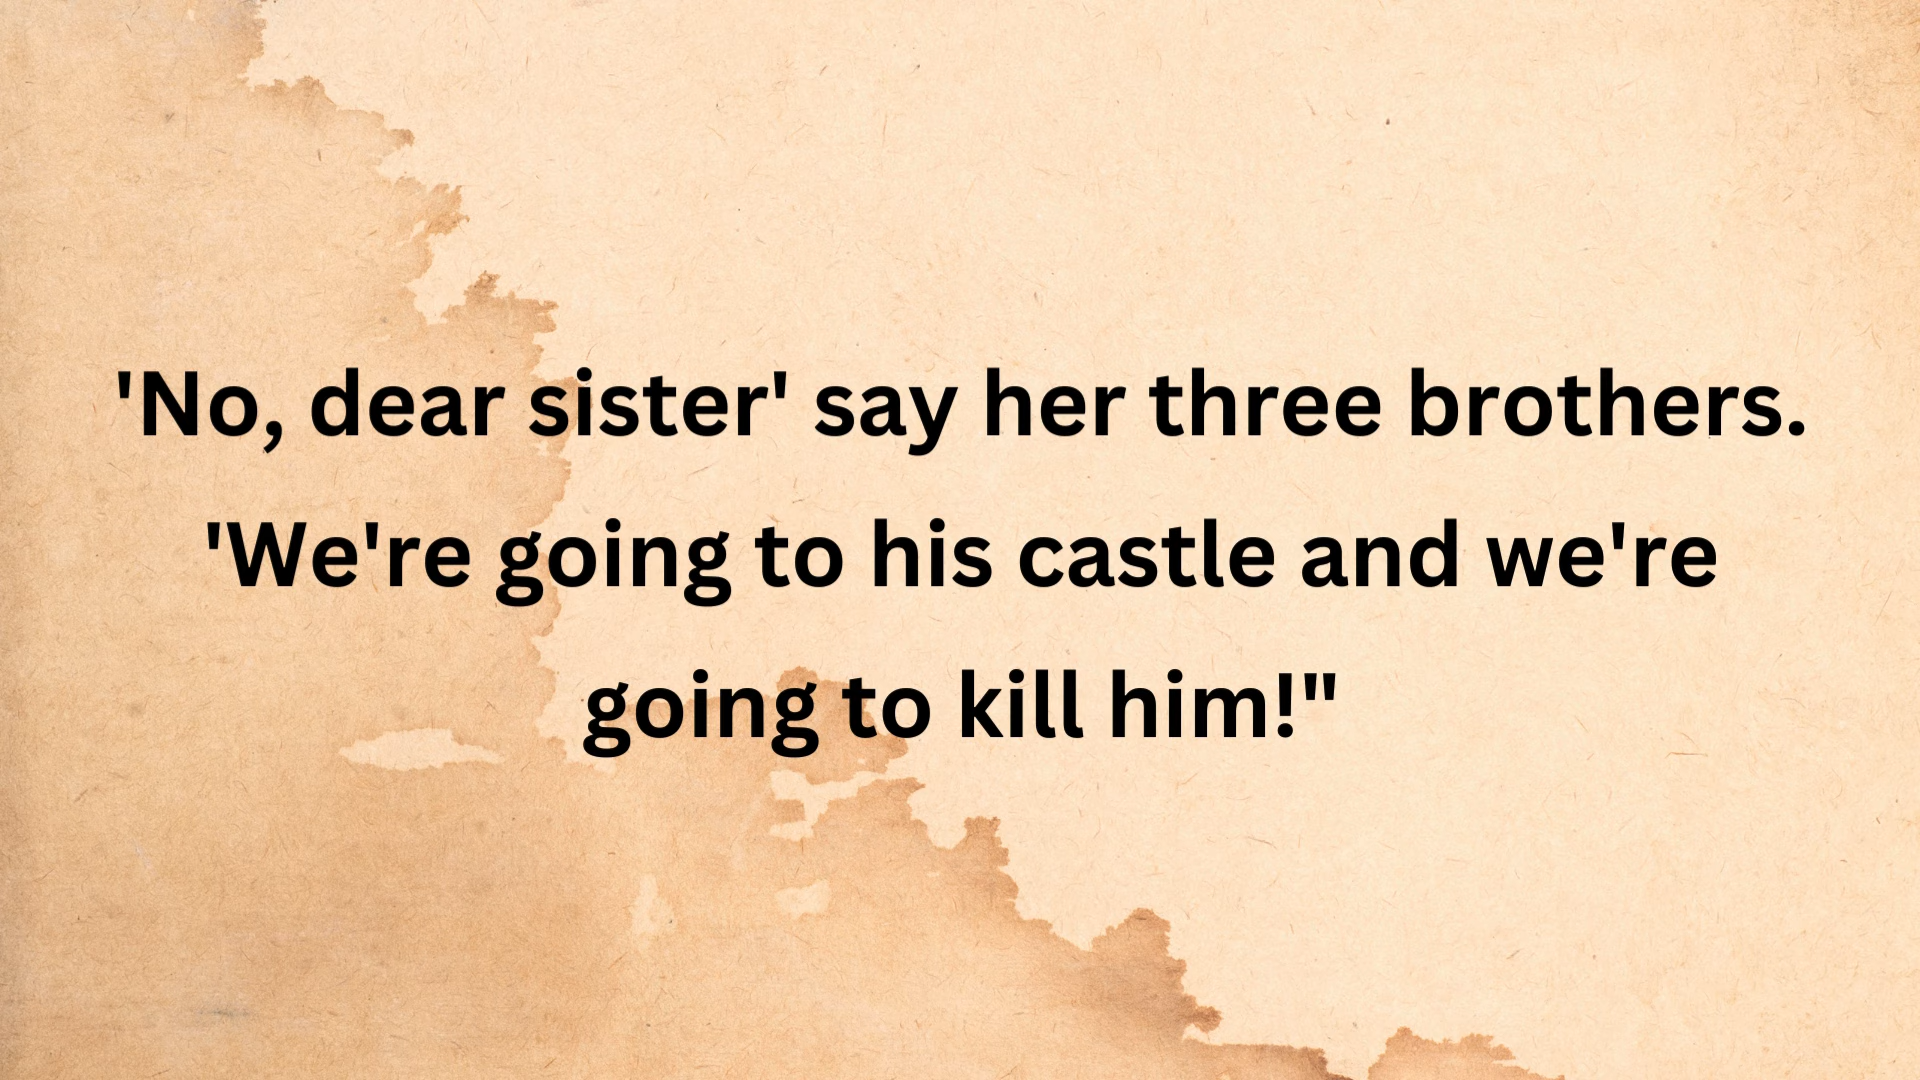 'No, dear sister' say her three brothers.
'We're going to his castle and we're
going to kill him!"